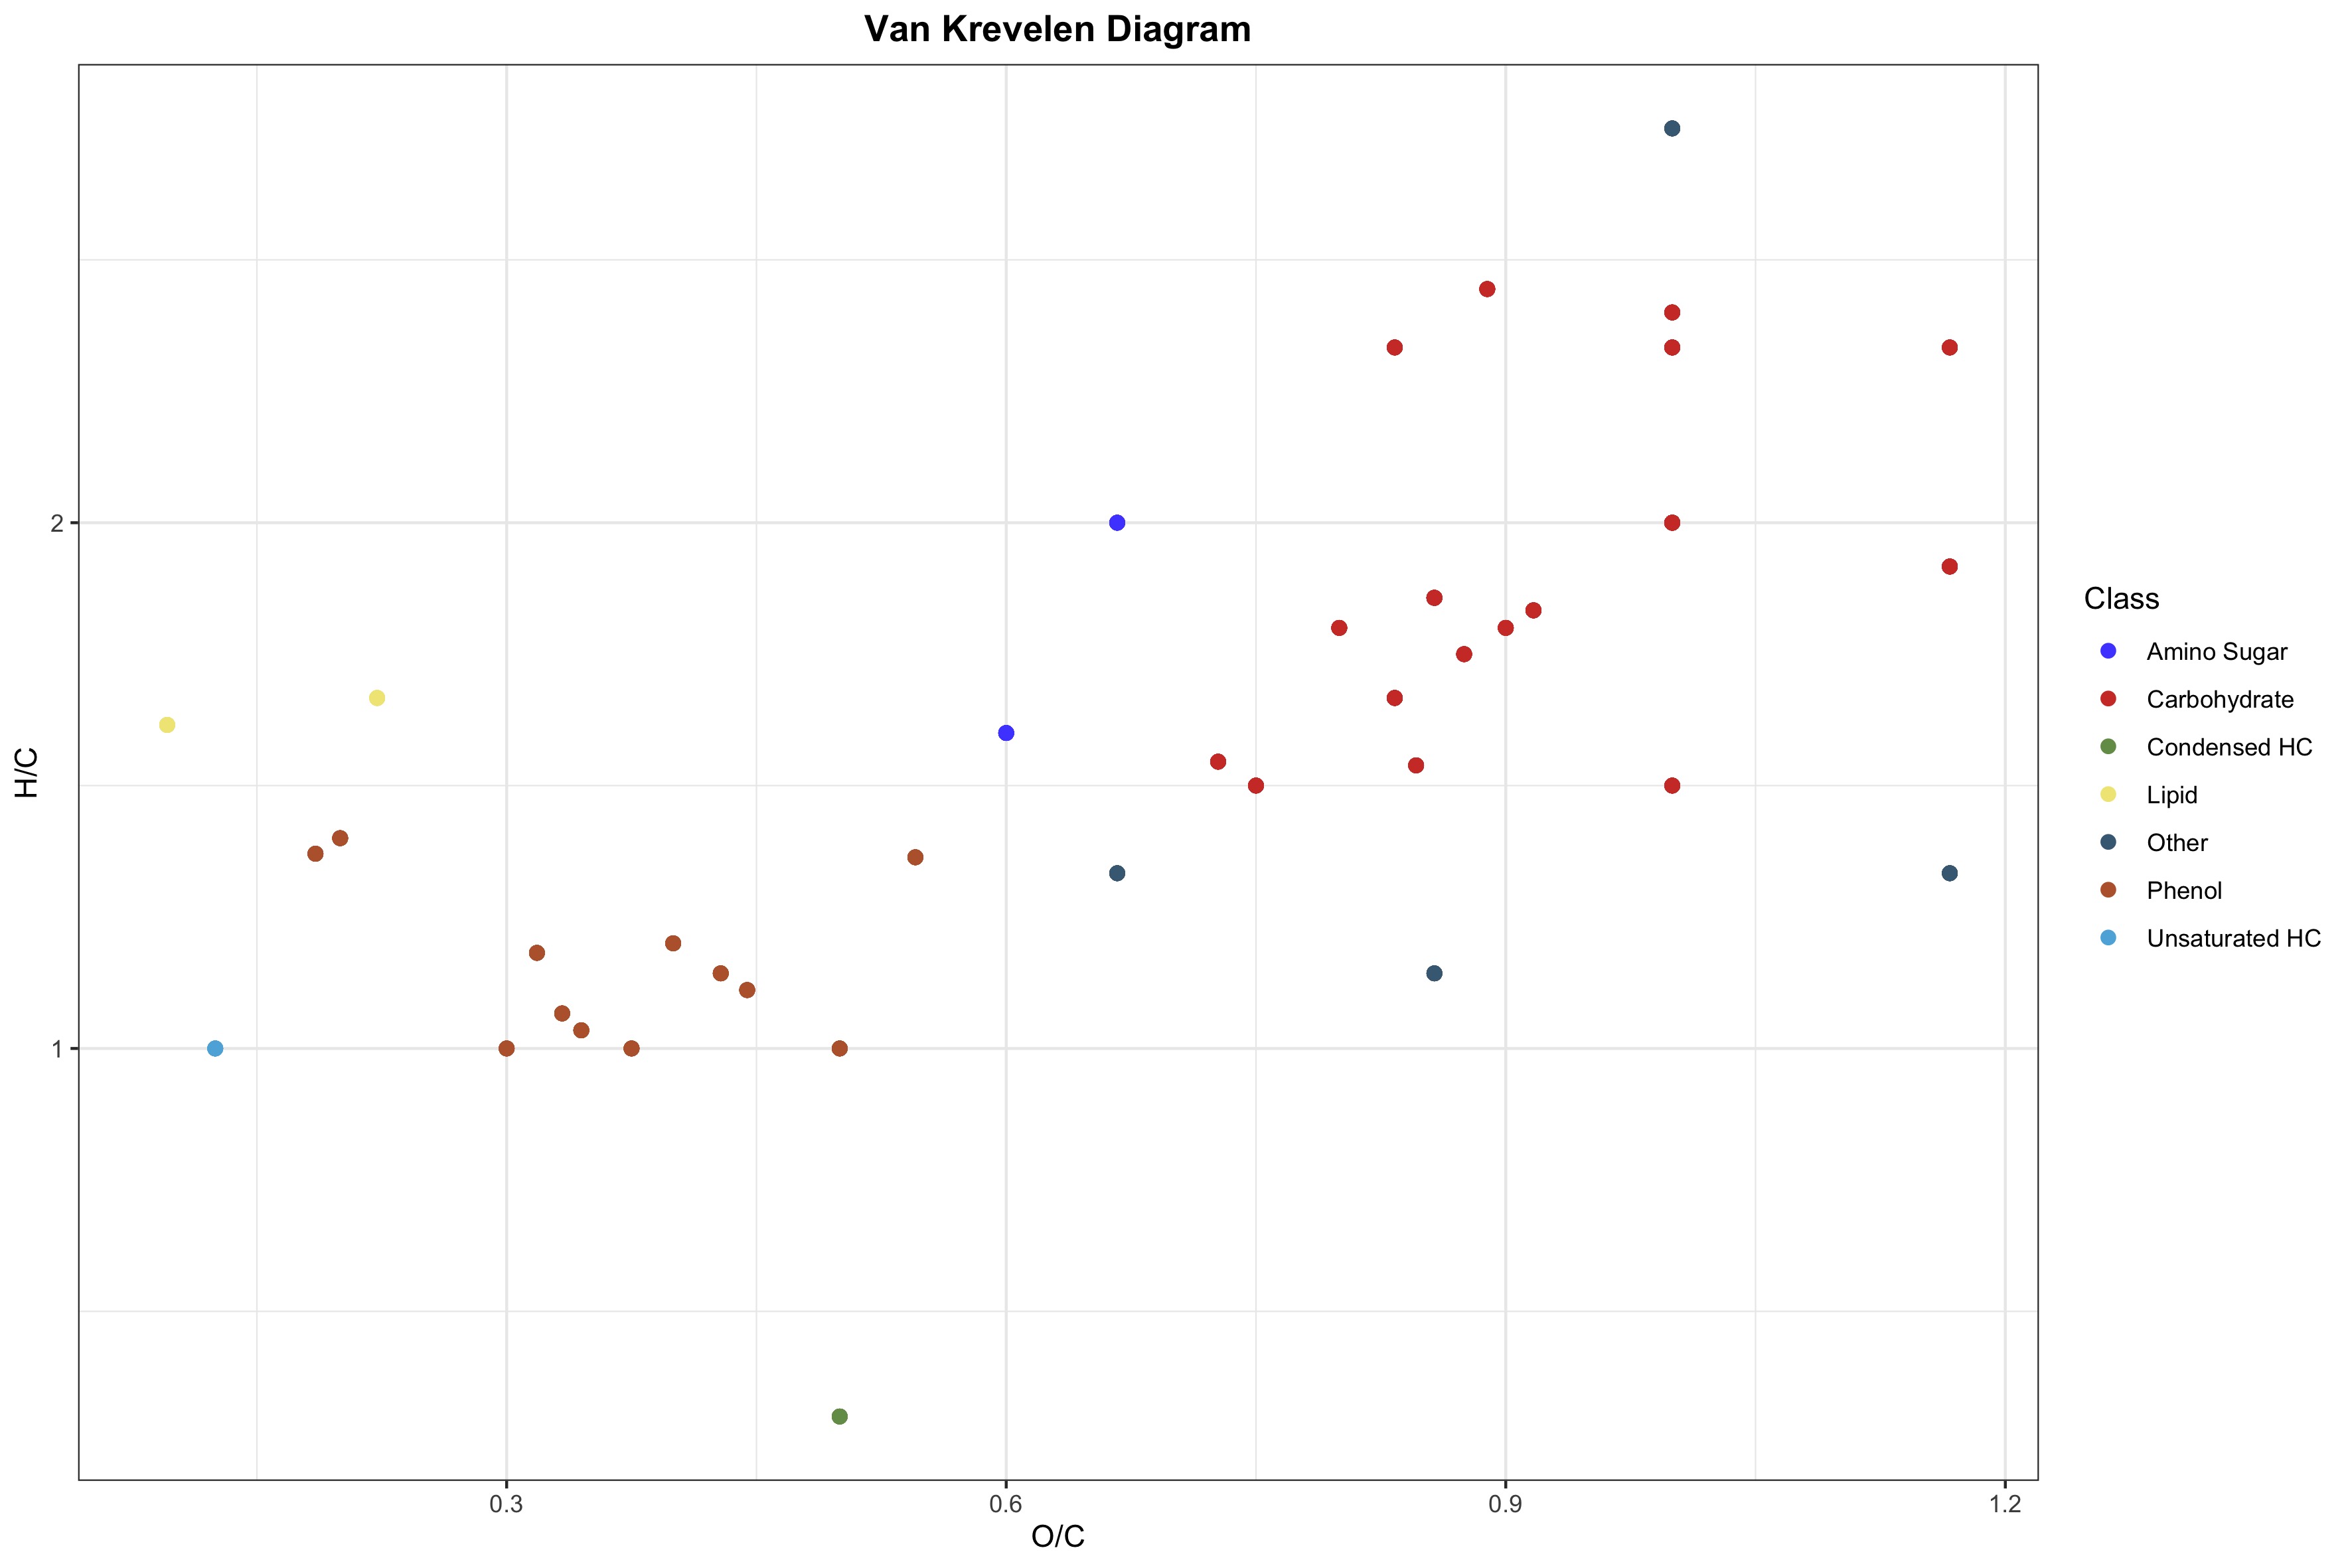 Van Krevelen Diagram
H/C
2
1
0.3
0.6
0.9
1.2
O/C
Class
Amino Sugar
Carbohydrate
Condensed HC
Lipid
Other
Phenol
Unsaturated HC